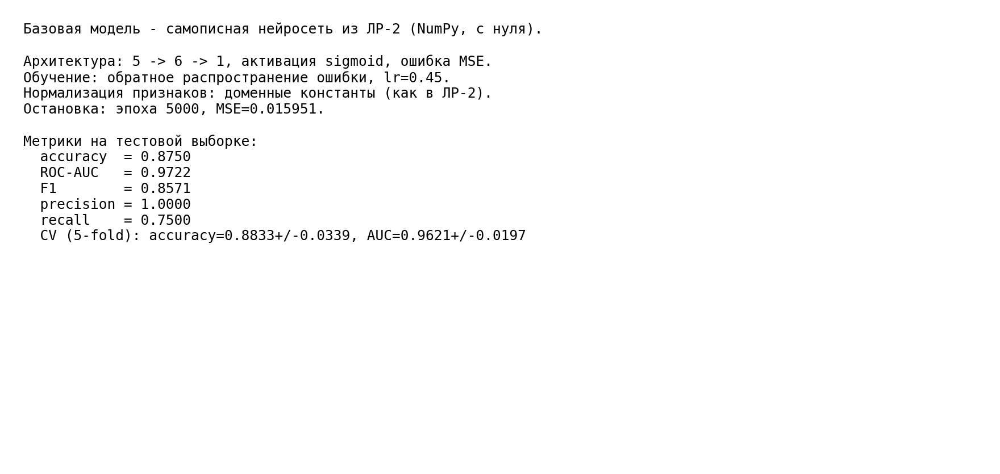 Базовая модель - самописная нейросеть из ЛР-2 (NumPy, с нуля).
Архитектура: 5 -> 6 -> 1, активация sigmoid, ошибка MSE.
Обучение: обратное распространение ошибки, lr=0.45.
Нормализация признаков: доменные константы (как в ЛР-2).
Остановка: эпоха 5000, MSE=0.015951.
Метрики на тестовой выборке:
accuracy  = 0.8750
ROC-AUC   = 0.9722
F1        = 0.8571
precision = 1.0000
recall    = 0.7500
CV (5-fold): accuracy=0.8833+/-0.0339, AUC=0.9621+/-0.0197